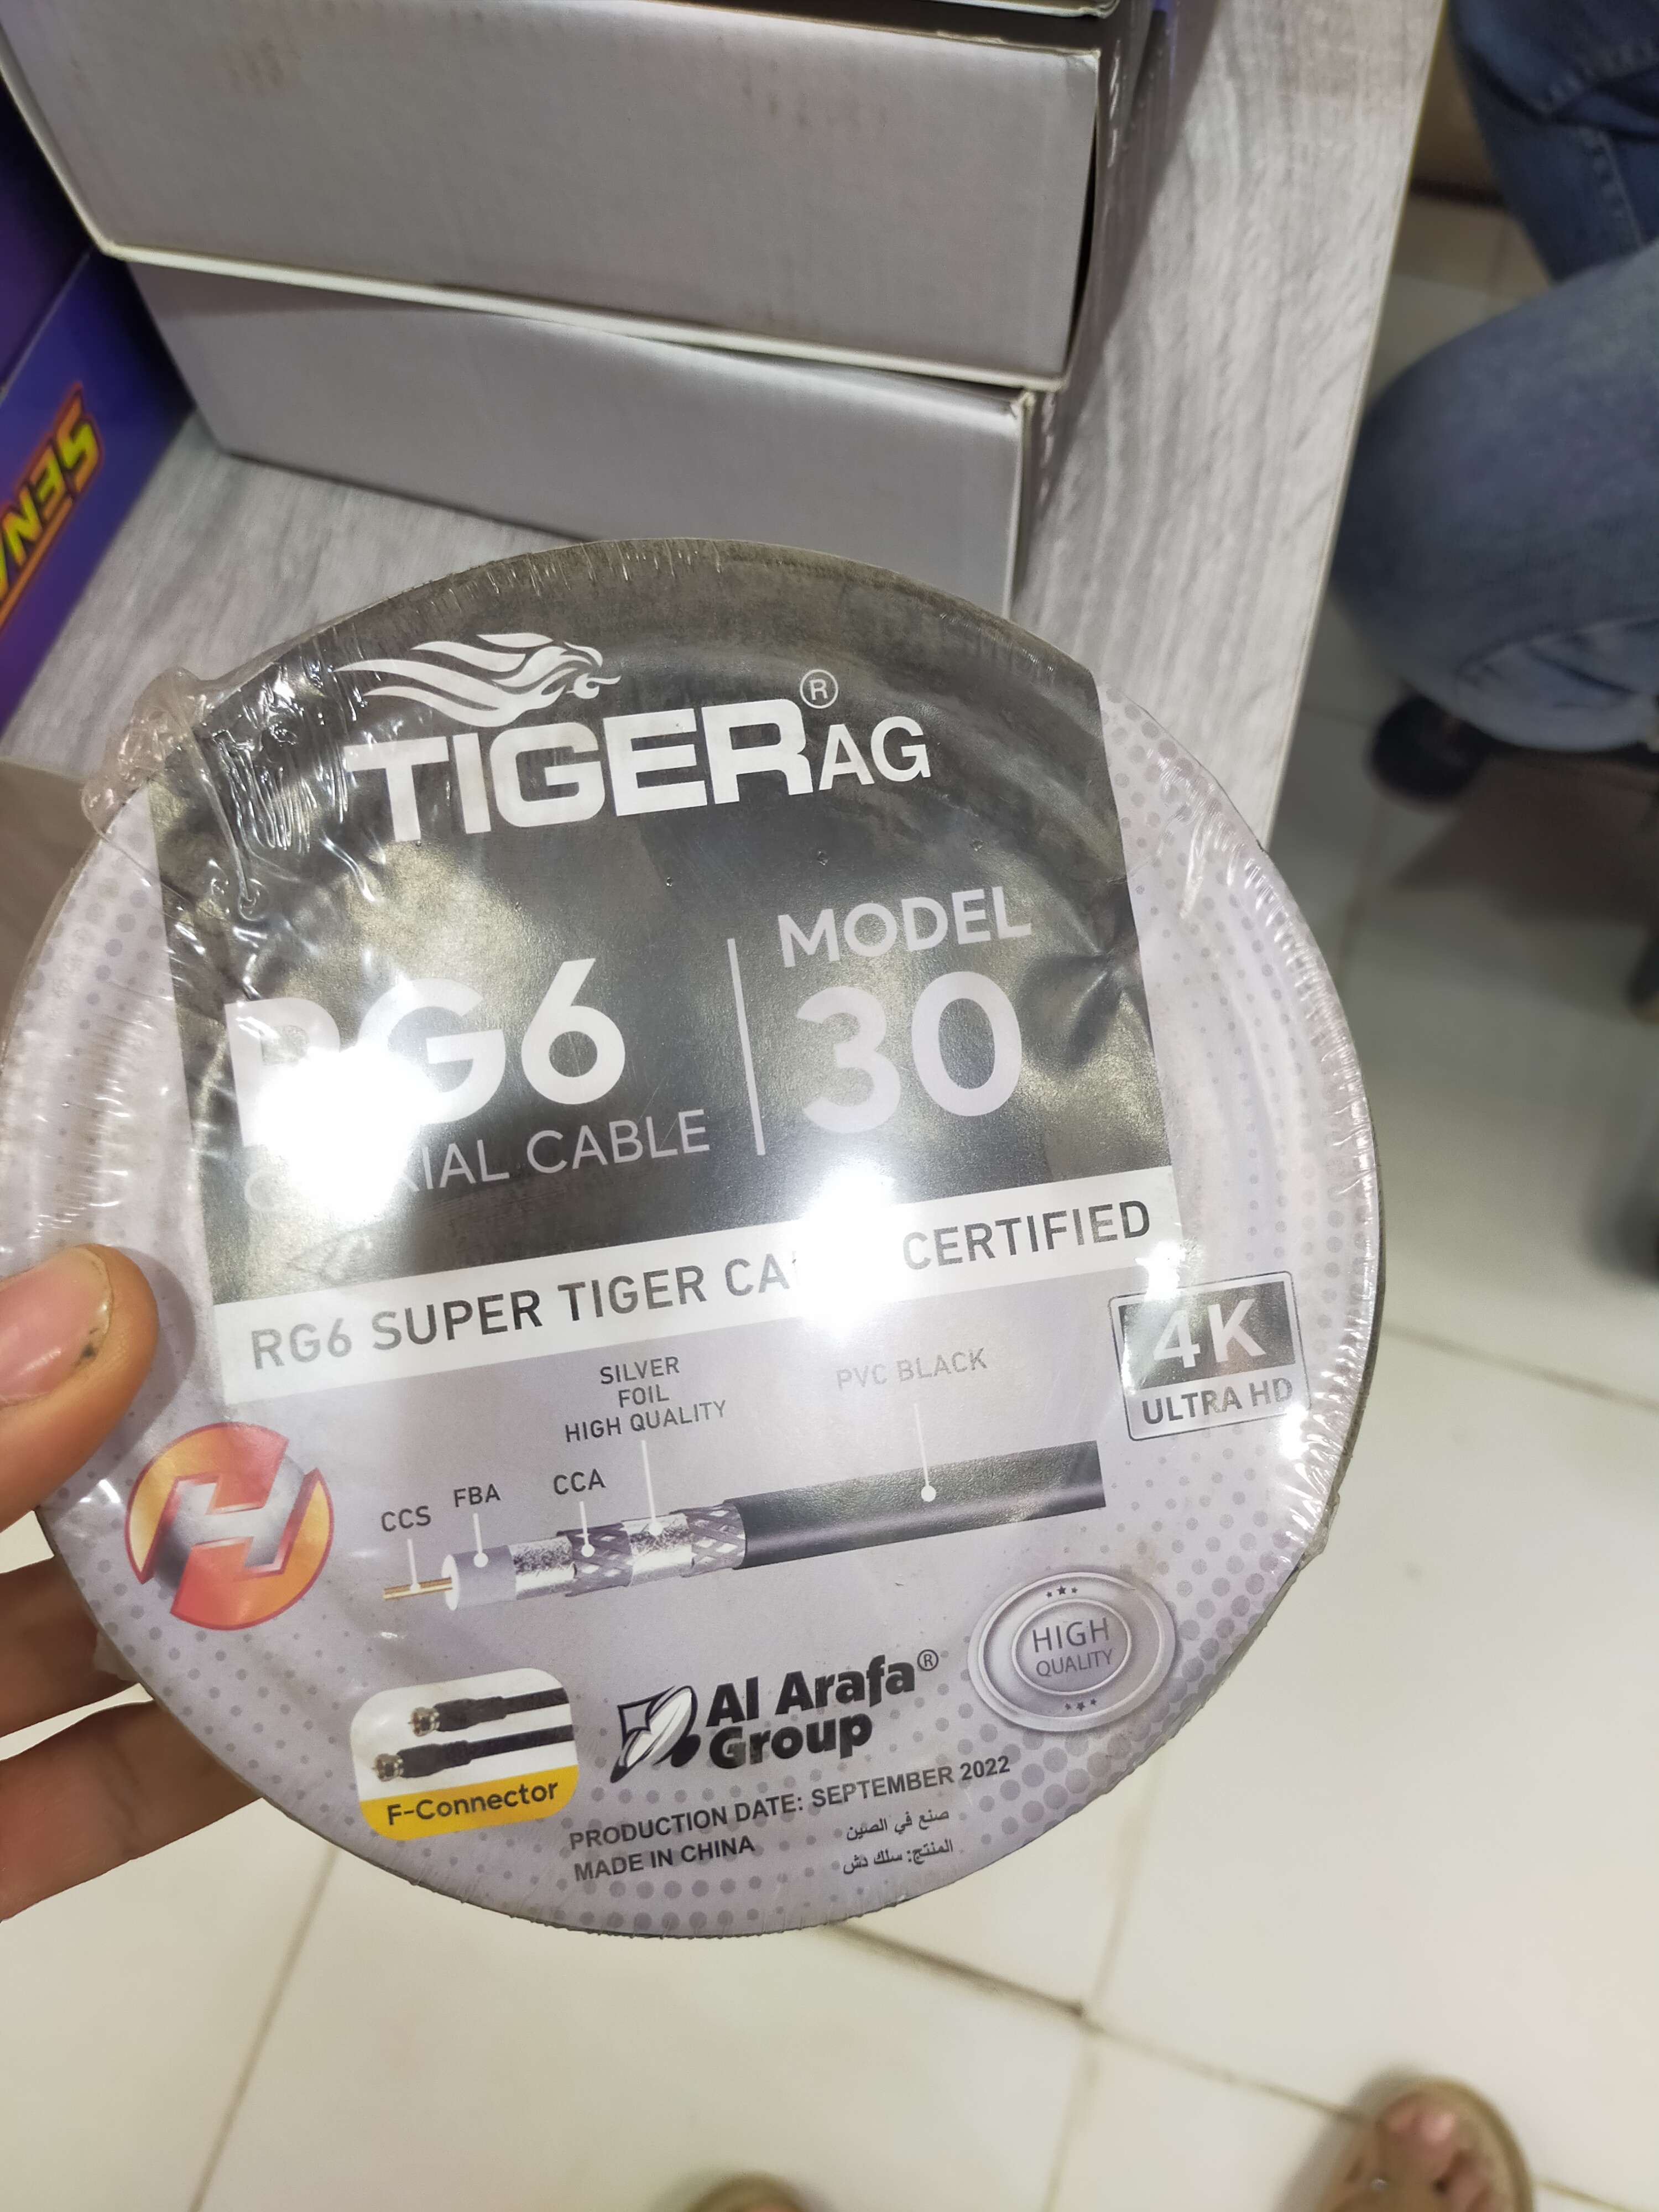 TIGER® AG
RG6
COAXIAL CABLE
MODEL
30
RG6 SUPER TIGER CERTIFIED
4K
ULTRA HD
SILVER
FOIL
HIGH QUALITY
PVC BLACK
CCS
FBA
CCA
HIGH
QUALITY
F-Connector
Al Arafa®
Group
PRODUCTION DATE: SEPTEMBER 2022
MADE IN CHINA
صنع في الصين
المنتج: سلك دش